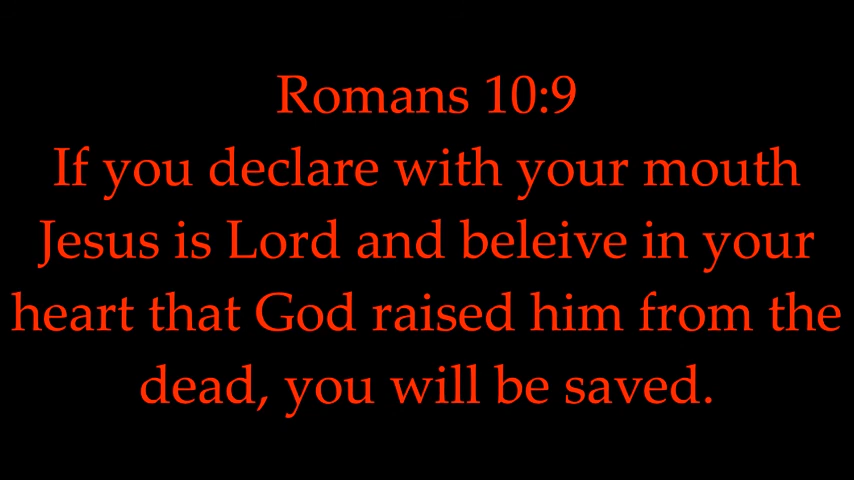 Romans 10:9
If you declare with your mouth
Jesus is Lord and beleive in your
heart that God raised him from the
dead, you will be saved.